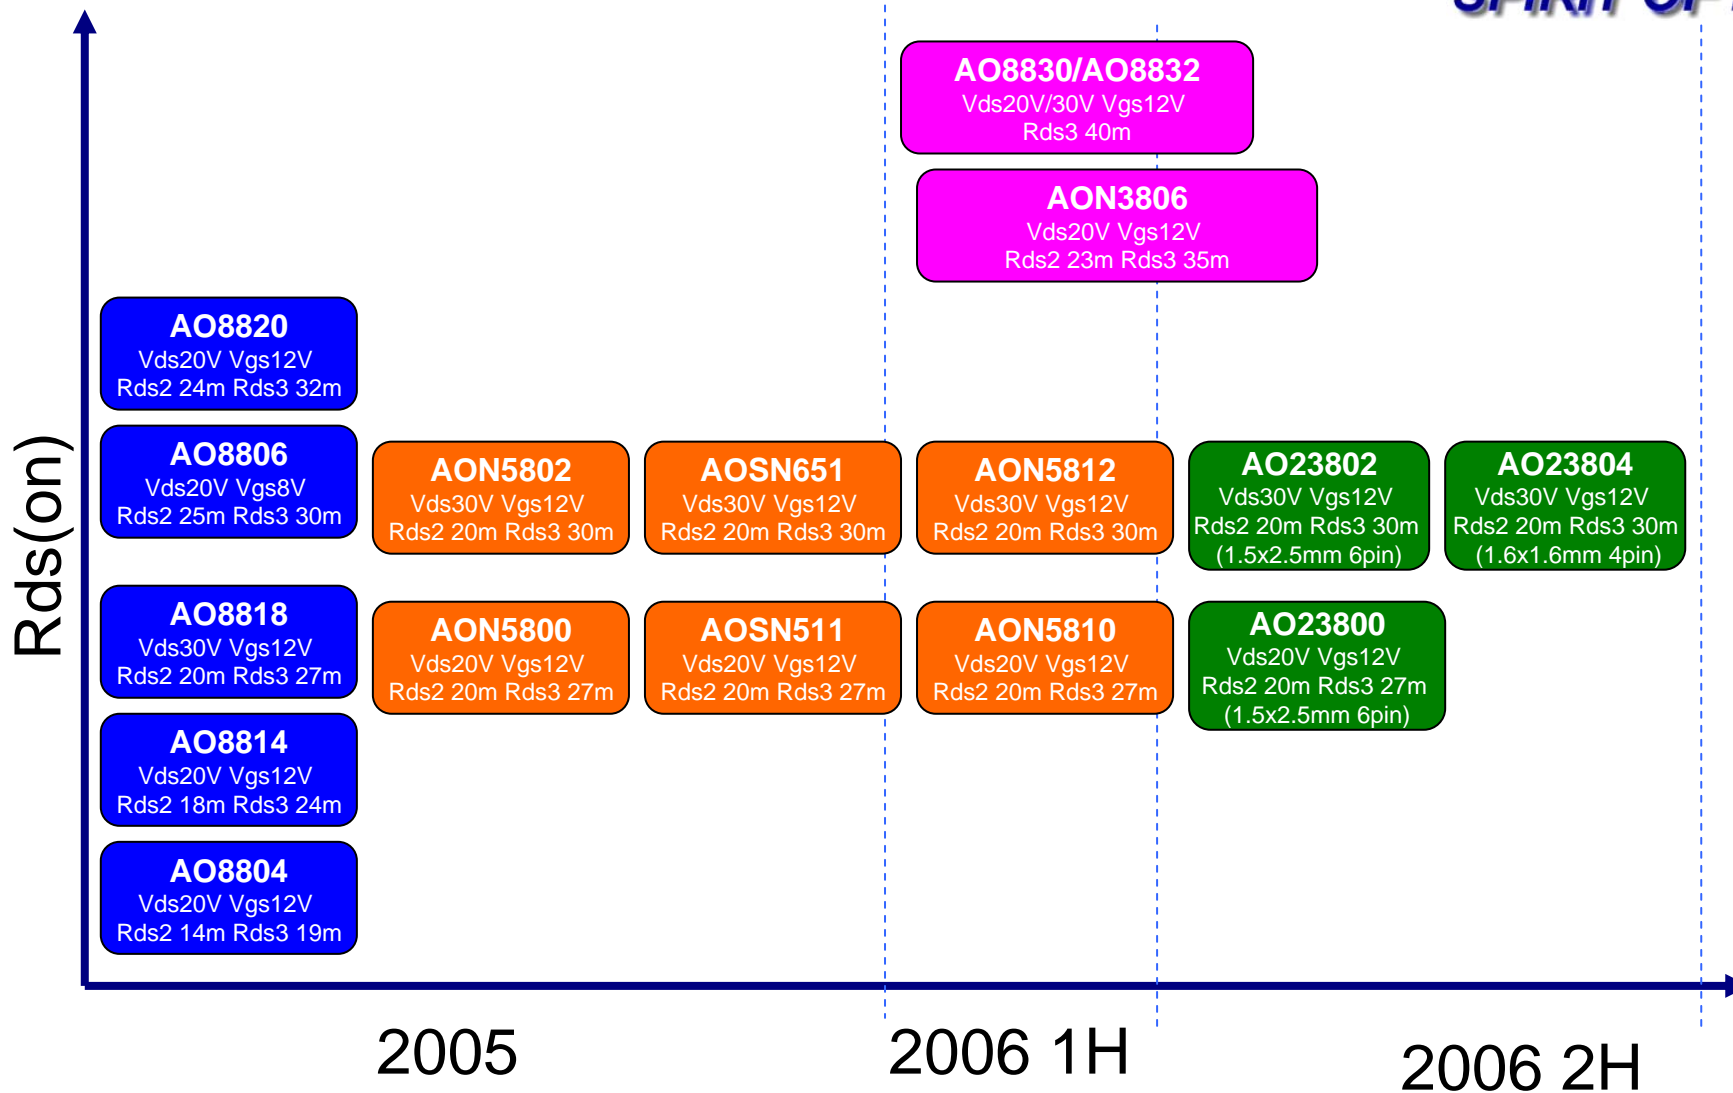 SPIRIT OF
AO8830/AO8832
Vds20V/30V Vgs12V
Rds3 40m
AON3806
Vds20V Vgs12V
Rds2 23m Rds3 35m
AO8820
Vds20V Vgs12V
Rds2 24m Rds3 32m
AO8806
Vds20V Vgs8V
Rds2 25m Rds3 30m
AON5802
Vds30V Vgs12V
Rds2 20m Rds3 30m
AOSN651
Vds30V Vgs12V
Rds2 20m Rds3 30m
AON5812
Vds30V Vgs12V
Rds2 20m Rds3 30m
AO23802
Vds30V Vgs12V
Rds2 20m Rds3 30m
(1.5x2.5mm 6pin)
AO23804
Vds30V Vgs12V
Rds2 20m Rds3 30m
(1.6x1.6mm 4pin)
Rds(on)
AO8818
Vds30V Vgs12V
Rds2 20m Rds3 27m
AON5800
Vds20V Vgs12V
Rds2 20m Rds3 27m
AOSN511
Vds20V Vgs12V
Rds2 20m Rds3 27m
AON5810
Vds20V Vgs12V
Rds2 20m Rds3 27m
AO23800
Vds20V Vgs12V
Rds2 20m Rds3 27m
(1.5x2.5mm 6pin)
AO8814
Vds20V Vgs12V
Rds2 18m Rds3 24m
AO8804
Vds20V Vgs12V
Rds2 14m Rds3 19m
2005
2006 1H
2006 2H